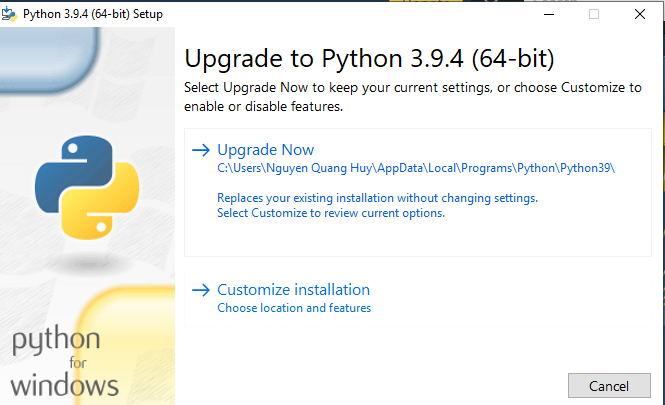 Python 3.9.4 (64-bit) Setup
Upgrade to Python 3.9.4 (64-bit)
Select Upgrade Now to keep your current settings, or choose Customize to
enable or disable features.
Upgrade Now
C:\Users\Nguyen Quang Huy\AppData\Local\Programs\Python\Python39\
Replaces your existing installation without changing settings.
Select Customize to review current options.
Customize installation
Choose location and features
python
for
windows
Cancel